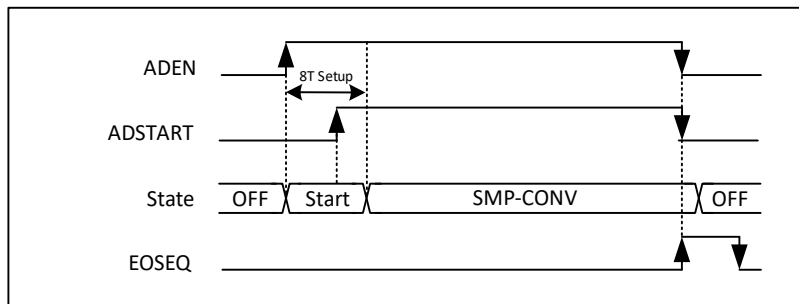 ADEN
8T Setup
ADSTART
State OFF Start SMP-CONV OFF
EOSEQ